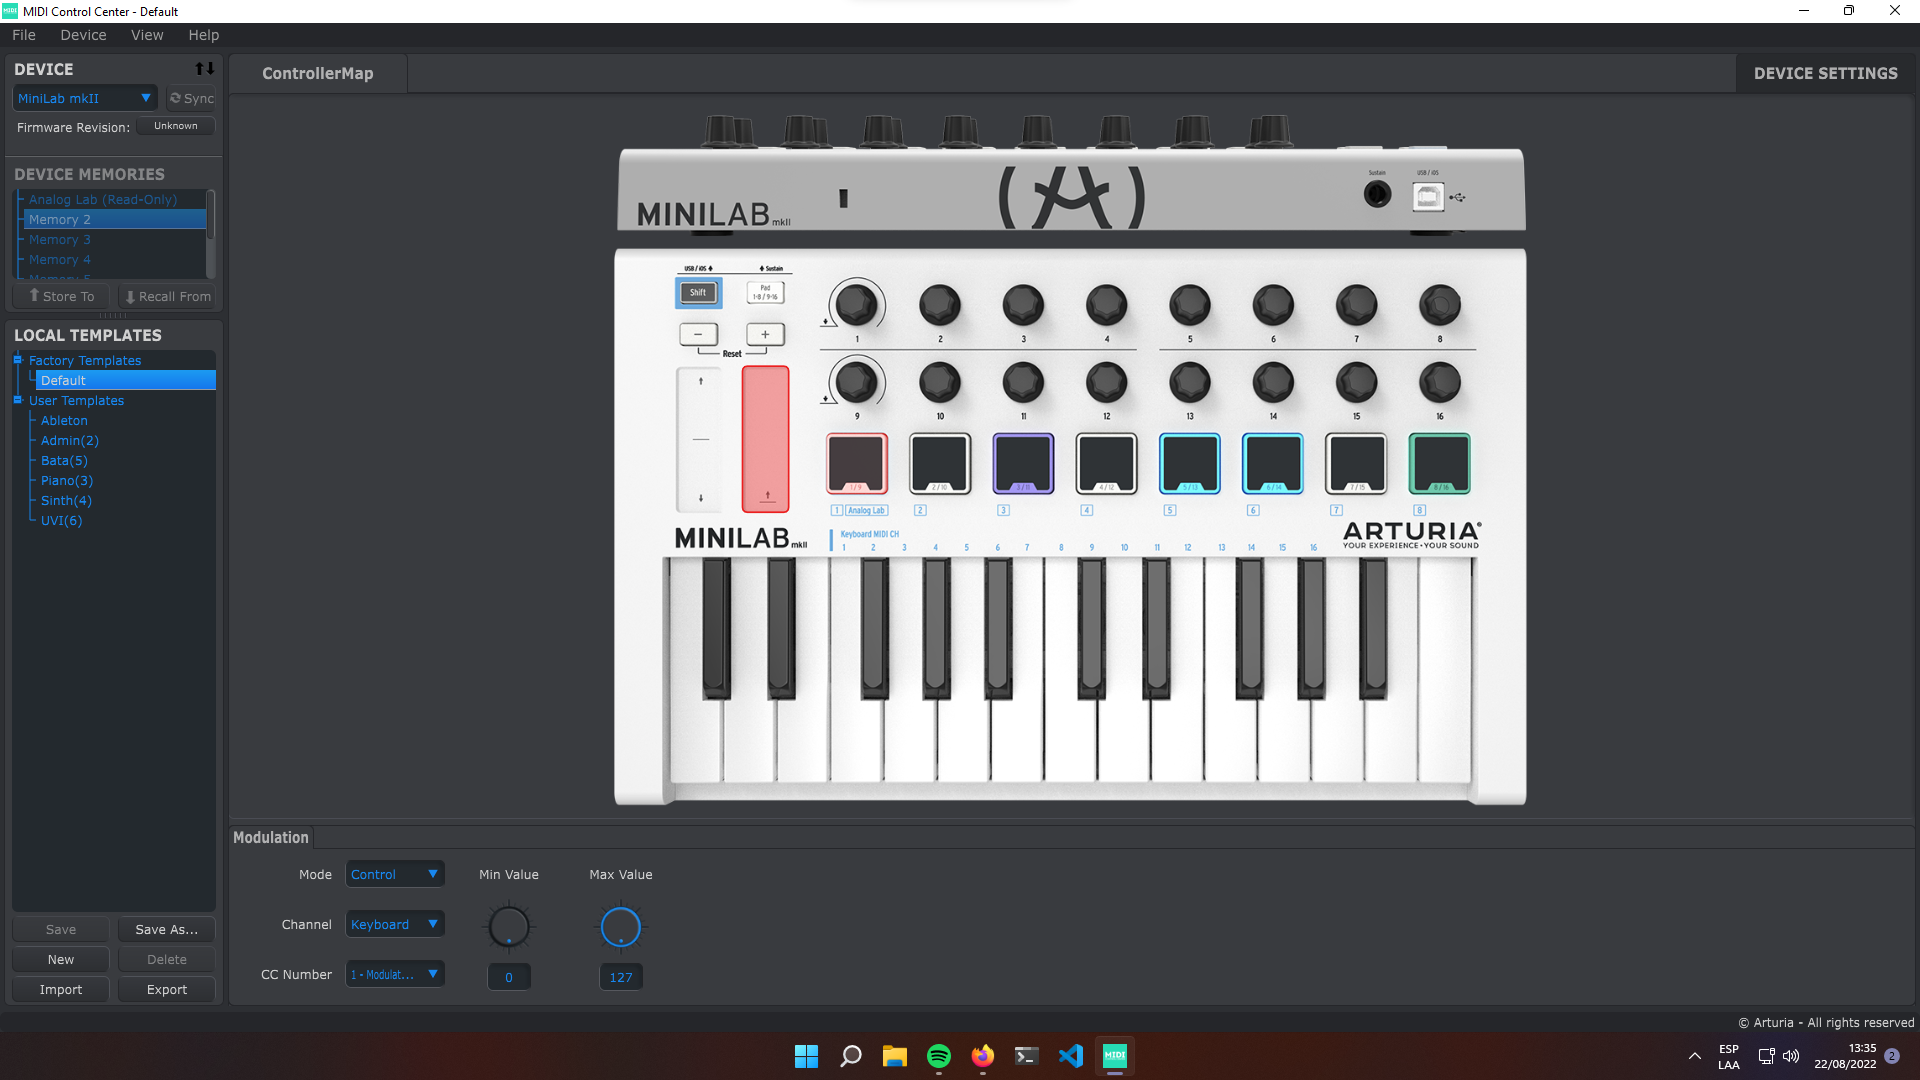 MIDI Control Center - Default
File Device View Help
DEVICE
MiniLab mkII
Sync
Firmware Revision: Unknown
DEVICE MEMORIES
Analog Lab (Read-Only)
Memory 2
Memory 3
Memory 4
Memory 5
Store To Recall From
LOCAL TEMPLATES
Factory Templates
Default
User Templates
Ableton
Admin(2)
Bata(5)
Piano(3)
Sinth(4)
UVI(6)
Save Save As...
New Delete
Import Export
ControllerMap
DEVICE SETTINGS
MINILAB mkII
Sustain USB / iOS
USB / iOS Sustain
Shift
Pad
1-8 / 9-16
- +
Reset
1 2 3 4 5 6 7 8
9 10 11 12 13 14 15 16
1 / 9 2 / 10 3 / 11 4 / 12 5 / 13 6 / 14 7 / 15 8 / 16
1 Analog Lab 2 3 4 5 6 7 8
MINILAB mkII
Keyboard MIDI CH
1 2 3 4 5 6 7 8 9 10 11 12 13 14 15 16
ARTURIA®
YOUR EXPERIENCE • YOUR SOUND
Modulation
Mode Control Min Value Max Value
Channel Keyboard
CC Number 1 - Modulat... 0 127
© Arturia - All rights reserved
MIDI
ESP
LAA
13:35
22/08/2022
2